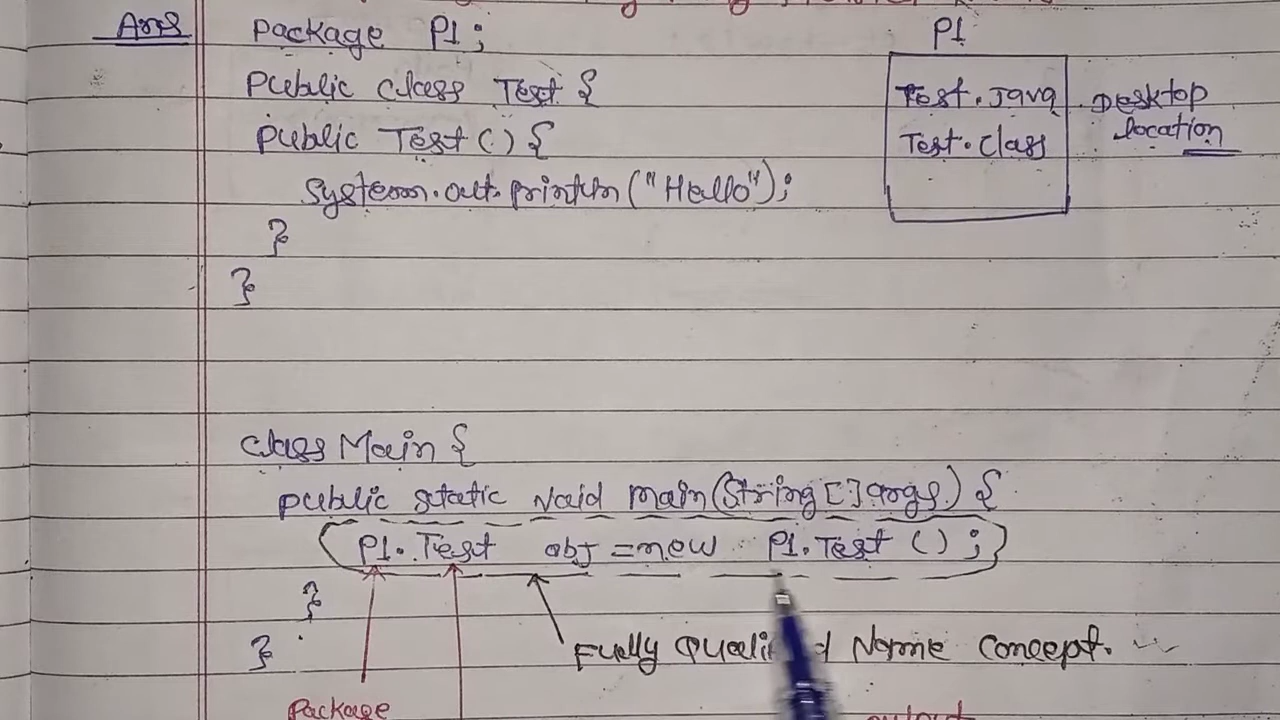 Ans
Package P1;
Public class Test {
Public Test() {
System.out.println("Hello");
}
}
P1
Test.Java
Test.Class
Desktop
location
Class Main {
public static void main(String[]args) {
P1.Test obj = new P1.Test();
}
}
Fully Name Concept.
Package
output